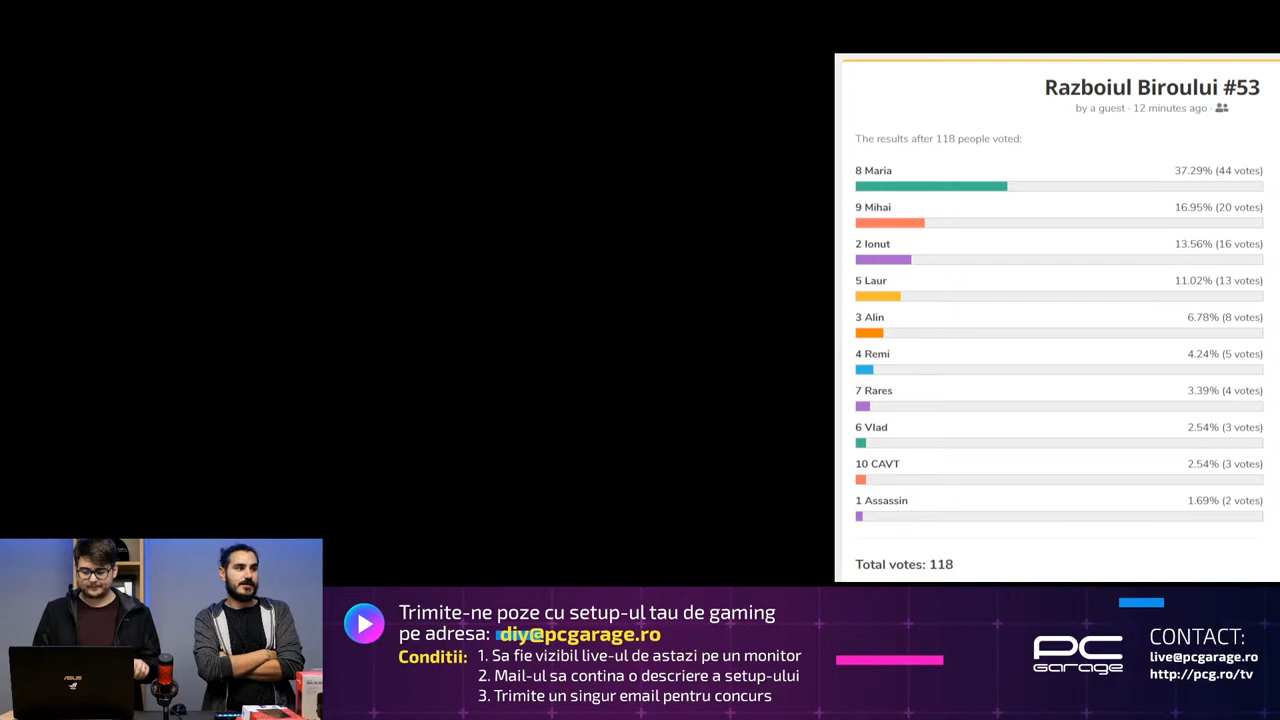 Razboiul Biroului #53
by a guest · 12 minutes ago ·
The results after 118 people voted:
8 Maria 37.29% (44 votes)
9 Mihai 16.95% (20 votes)
2 Ionut 13.56% (16 votes)
5 Laur 11.02% (13 votes)
3 Alin 6.78% (8 votes)
4 Remi 4.24% (5 votes)
7 Rares 3.39% (4 votes)
6 Vlad 2.54% (3 votes)
10 CAVT 2.54% (3 votes)
1 Assassin 1.69% (2 votes)
Total votes: 118
ASUS
Trimite-ne poze cu setup-ul tau de gaming
pe adresa: diy@pcgarage.ro
Conditii: 1. Sa fie vizibil live-ul de astazi pe un monitor
2. Mail-ul sa contina o descriere a setup-ului
3. Trimite un singur email pentru concurs
PC
GARAGE
CONTACT:
live@pcgarage.ro
http://pcg.ro/tv